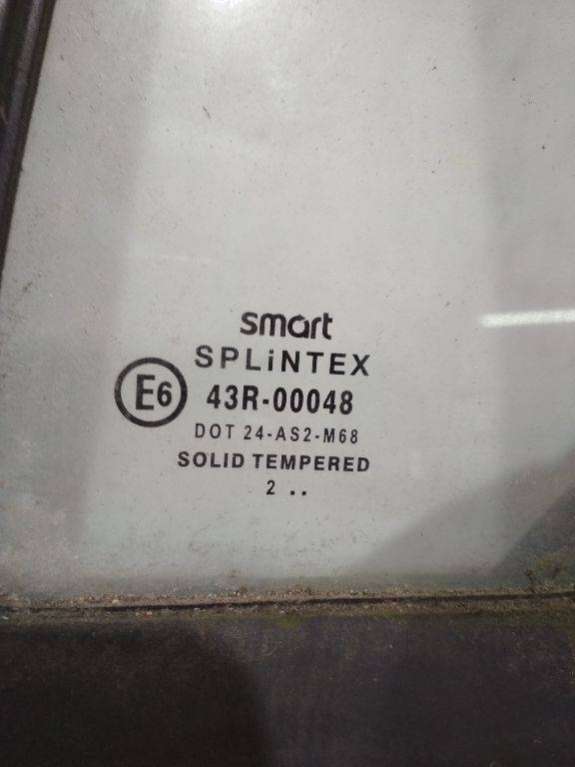 smart
SPLiNTEX
E6 43R-00048
DOT 24-AS2-M68
SOLID TEMPERED
2 ..